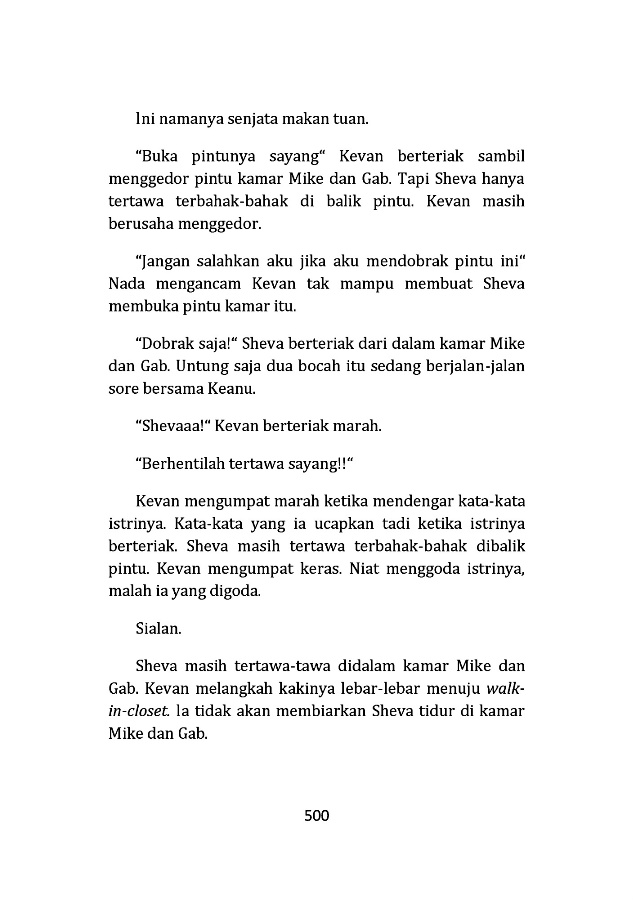 Ini namanya senjata makan tuan.
“Buka pintunya sayang“ Kevan berteriak sambil
menggedor pintu kamar Mike dan Gab. Tapi Sheva hanya
tertawa terbahak-bahak di balik pintu. Kevan masih
berusaha menggedor.
“Jangan salahkan aku jika aku mendobrak pintu ini“
Nada mengancam Kevan tak mampu membuat Sheva
membuka pintu kamar itu.
“Dobrak saja!“ Sheva berteriak dari dalam kamar Mike
dan Gab. Untung saja dua bocah itu sedang berjalan-jalan
sore bersama Keanu.
“Shevaaa!“ Kevan berteriak marah.
“Berhentilah tertawa sayang!!“
Kevan mengumpat marah ketika mendengar kata-kata
istrinya. Kata-kata yang ia ucapkan tadi ketika istrinya
berteriak. Sheva masih tertawa terbahak-bahak dibalik
pintu. Kevan mengumpat keras. Niat menggoda istrinya,
malah ia yang digoda.
Sialan.
Sheva masih tertawa-tawa didalam kamar Mike dan
Gab. Kevan melangkah kakinya lebar-lebar menuju walk-
in-closet. Ia tidak akan membiarkan Sheva tidur di kamar
Mike dan Gab.
500